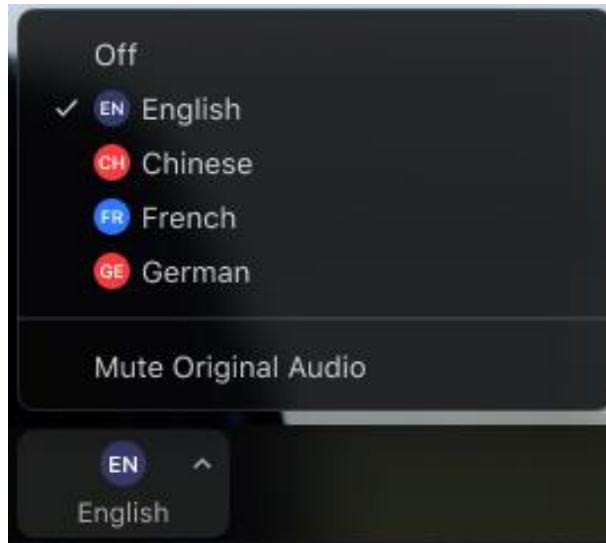 Off
✓ EN English
CH Chinese
FR French
GE German
Mute Original Audio
EN
English